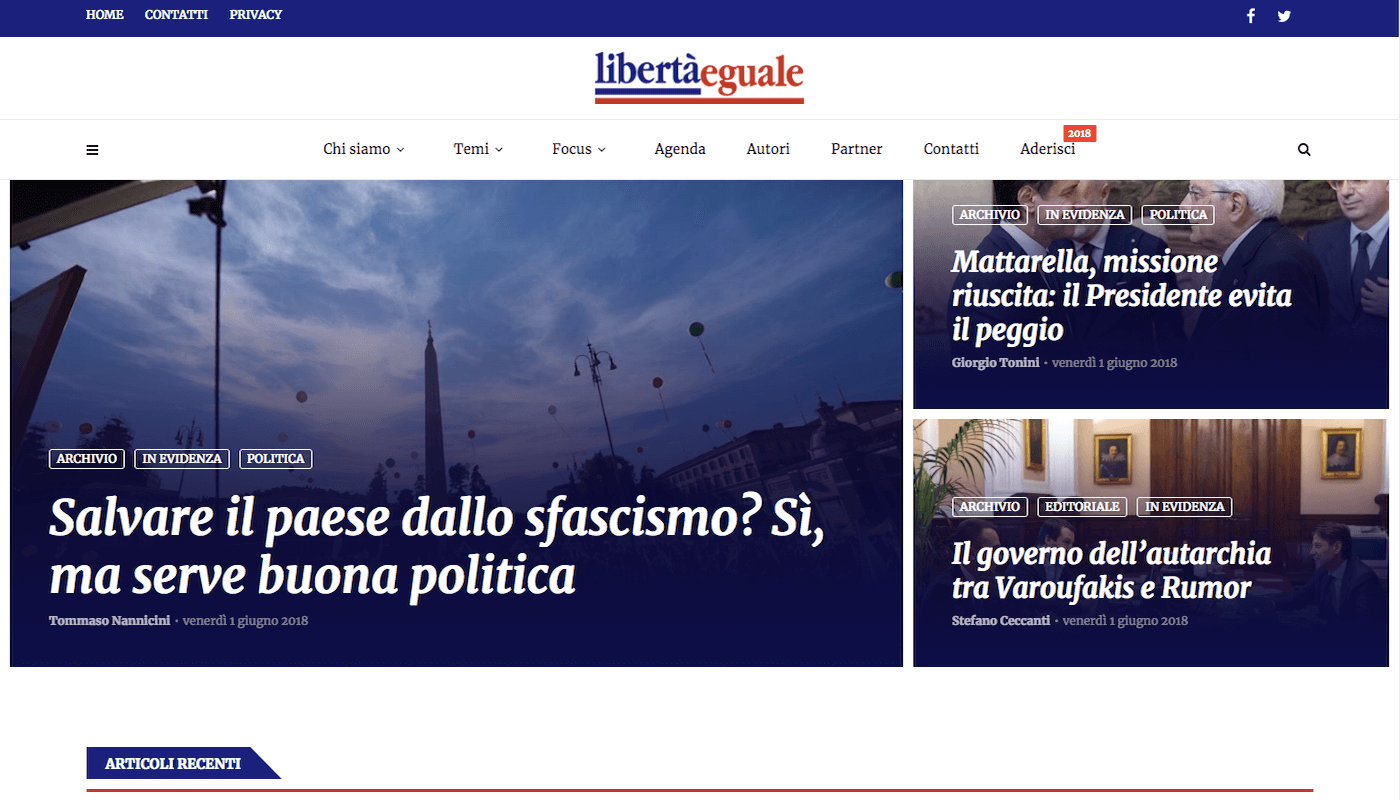 HOME CONTATTI PRIVACY
libertàeguale
2018
Chi siamo Temi Focus Agenda Autori Partner Contatti Aderisci
ARCHIVIO IN EVIDENZA POLITICA
Salvare il paese dallo sfascismo? Sì,
ma serve buona politica
Tommaso Nannicini • venerdì 1 giugno 2018
ARCHIVIO IN EVIDENZA POLITICA
Mattarella, missione
riuscita: il Presidente evita
il peggio
Giorgio Tonini • venerdì 1 giugno 2018
ARCHIVIO EDITORIALE IN EVIDENZA
Il governo dell’autarchia
tra Varoufakis e Rumor
Stefano Ceccanti • venerdì 1 giugno 2018
ARTICOLI RECENTI